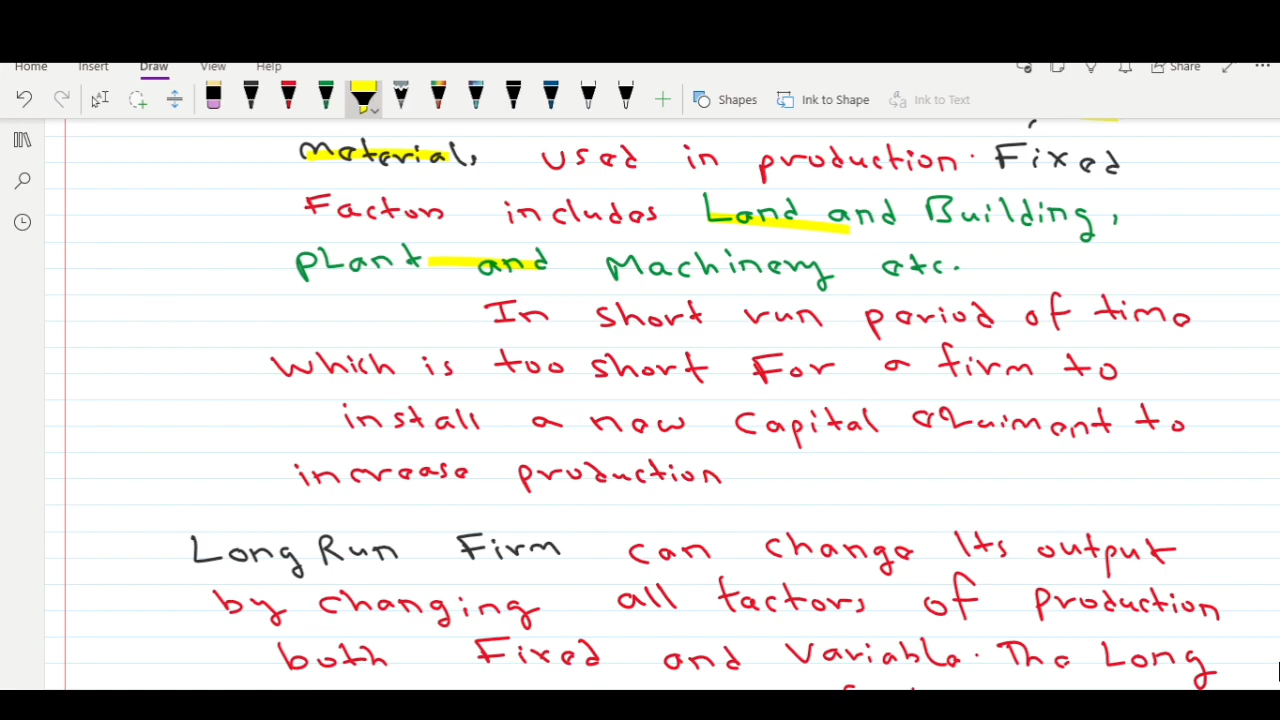 Home Insert Draw View Help Share
Shapes Ink to Shape Ink to Text
material, used in production. Fixed
Factors includes Land and Building,
plant and Machinery etc.
In short run period of time
which is too short For a firm to
install a new capital
increase production
Long Run Firm can change Its output
by changing all factors of production
both Fixed and Variable. The Long